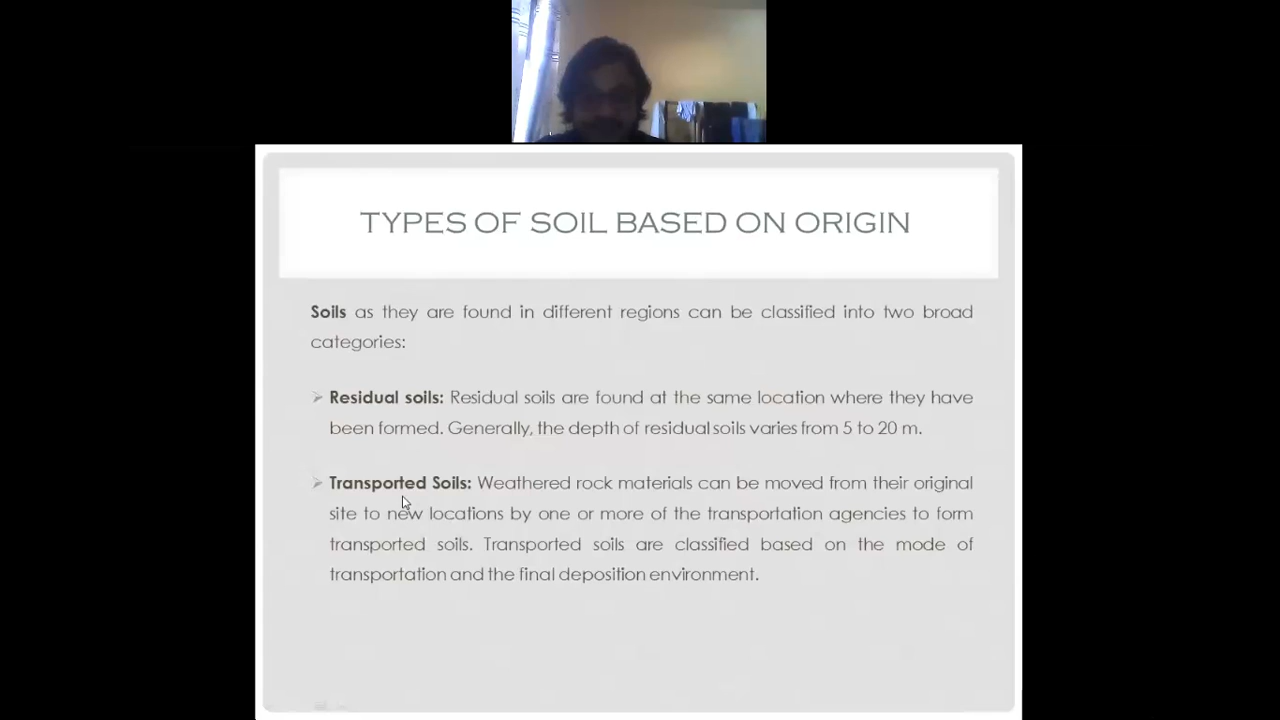 TYPES OF SOIL BASED ON ORIGIN
Soils as they are found in different regions can be classified into two broad
categories:
Residual soils: Residual soils are found at the same location where they have
been formed. Generally, the depth of residual soils varies from 5 to 20 m.
Transported Soils: Weathered rock materials can be moved from their original
site to new locations by one or more of the transportation agencies to form
transported soils. Transported soils are classified based on the mode of
transportation and the final deposition environment.